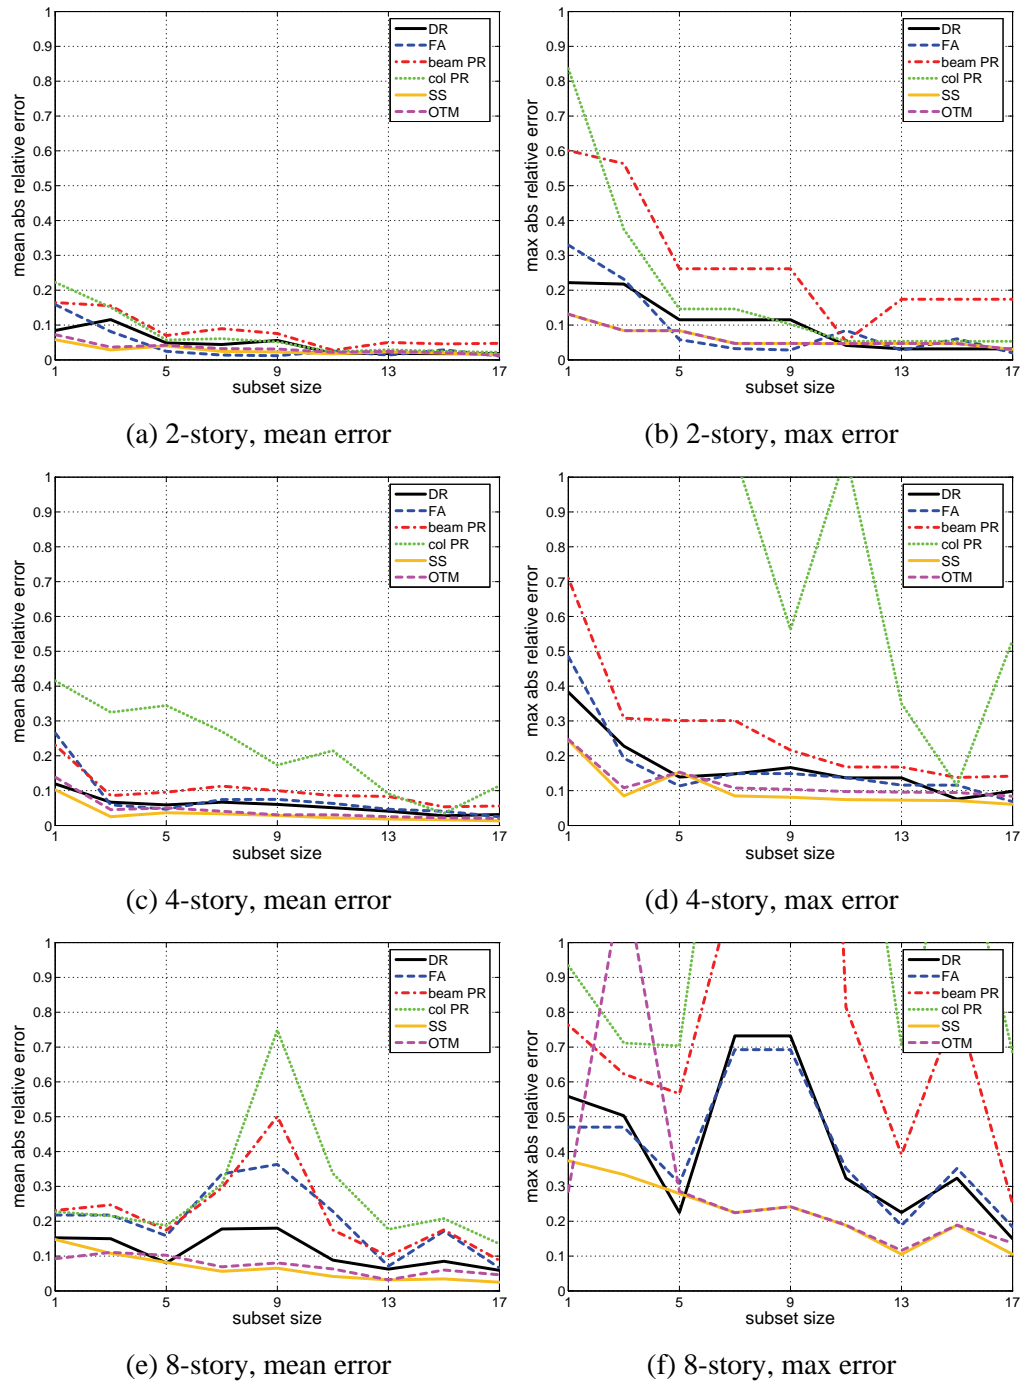 1
0.9
0.8
0.7
0.6
0.5
0.4
0.3
0.2
0.1
0
1 5 9 13 17
mean abs relative error
subset size
DR
FA
beam PR
col PR
SS
OTM
(a) 2-story, mean error
1
0.9
0.8
0.7
0.6
0.5
0.4
0.3
0.2
0.1
0
1 5 9 13 17
max abs relative error
subset size
DR
FA
beam PR
col PR
SS
OTM
(b) 2-story, max error
1
0.9
0.8
0.7
0.6
0.5
0.4
0.3
0.2
0.1
0
1 5 9 13 17
mean abs relative error
subset size
DR
FA
beam PR
col PR
SS
OTM
(c) 4-story, mean error
1
0.9
0.8
0.7
0.6
0.5
0.4
0.3
0.2
0.1
0
1 5 9 13 17
max abs relative error
subset size
DR
FA
beam PR
col PR
SS
OTM
(d) 4-story, max error
1
0.9
0.8
0.7
0.6
0.5
0.4
0.3
0.2
0.1
0
1 5 9 13 17
mean abs relative error
subset size
DR
FA
beam PR
col PR
SS
OTM
(e) 8-story, mean error
1
0.9
0.8
0.7
0.6
0.5
0.4
0.3
0.2
0.1
0
1 5 9 13 17
max abs relative error
subset size
DR
FA
beam PR
col PR
SS
OTM
(f) 8-story, max error